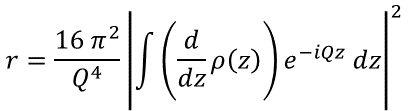 r = \frac{16 \pi^2}{Q^4} \left| \int \left( \frac{d}{dz} \rho(z) \right) e^{-iQz} \, dz \right|^2